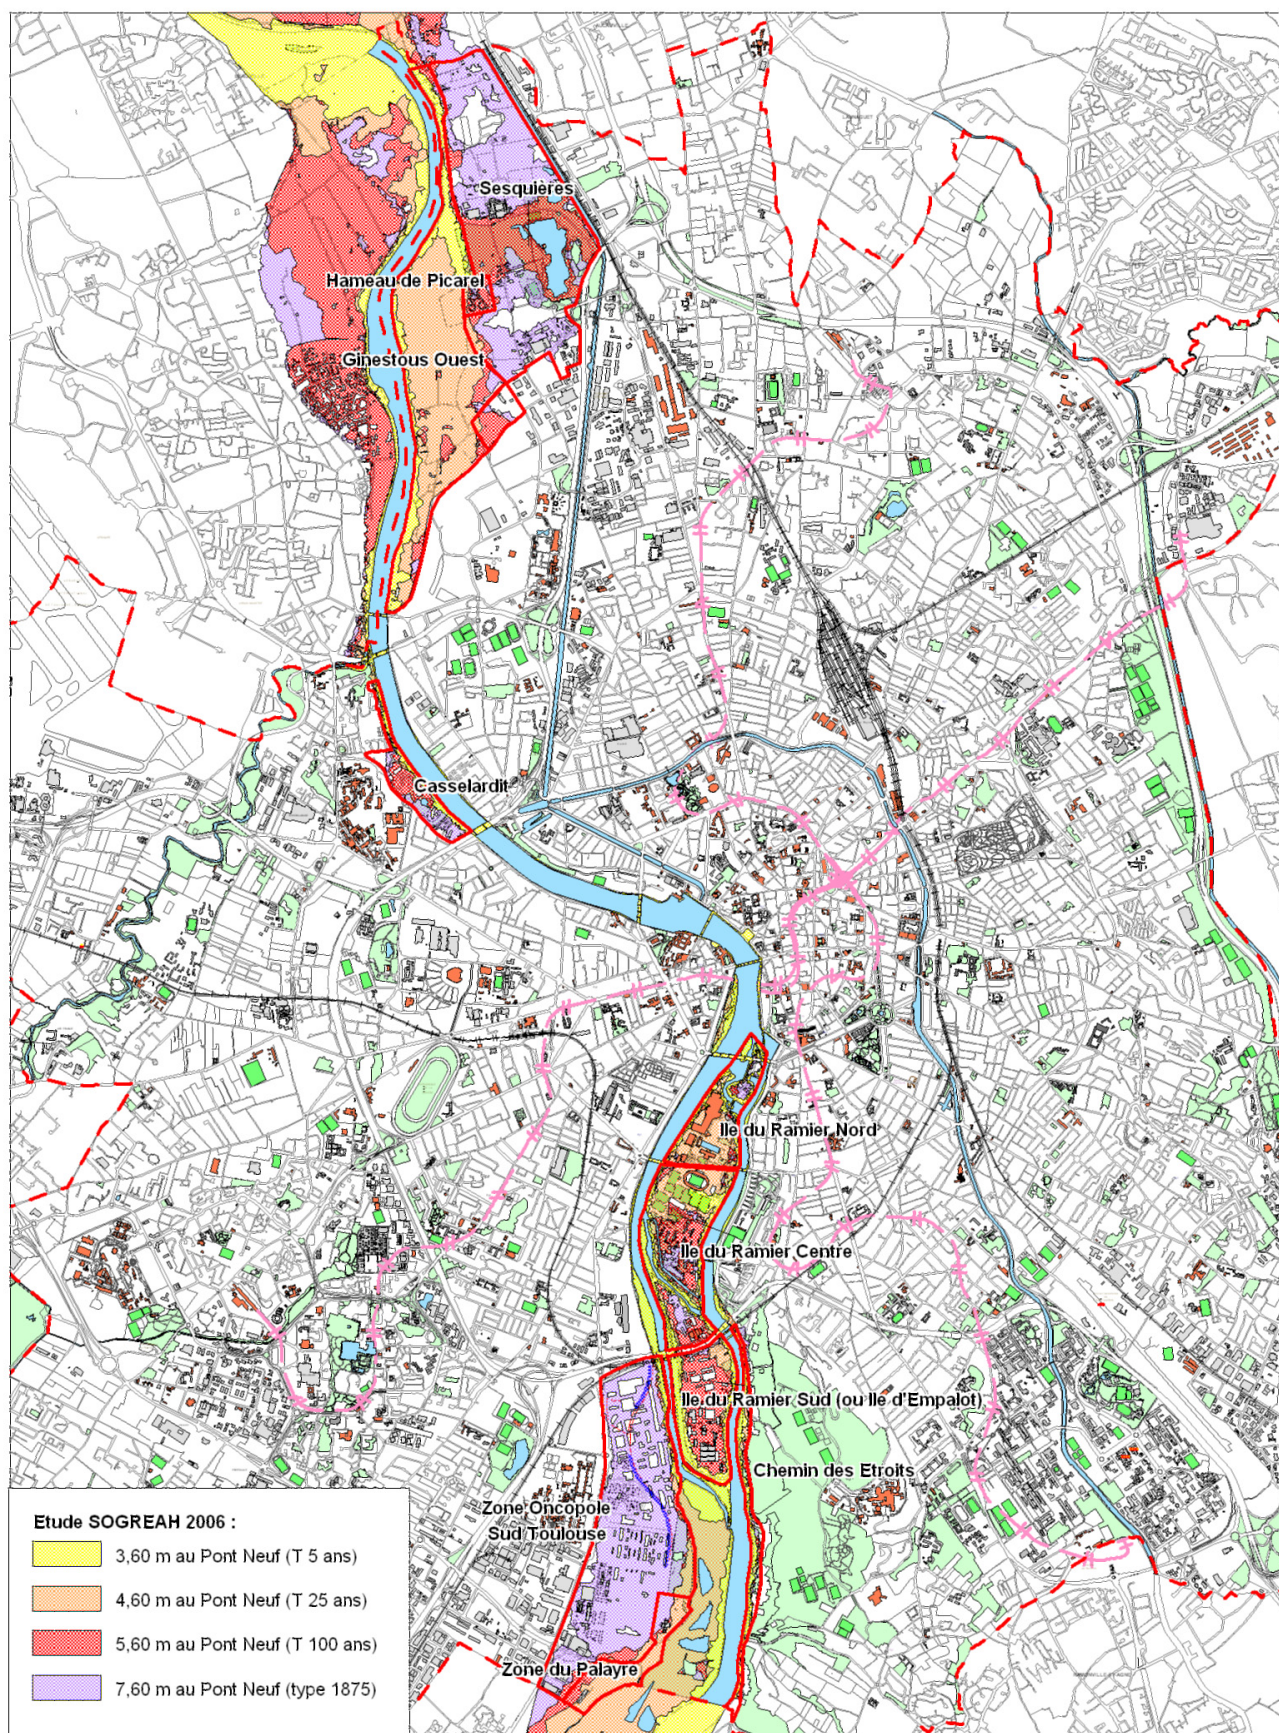 Sesquières
Hameau de Picarel
Ginestous Ouest
Casselardit
Ile du Ramier Nord
Ile du Ramier Centre
Ile du Ramier Sud (ou Ile d'Empalot)
Chemin des Etroits
Zone Oncopole
Sud Toulouse
Zone du Palayre
Etude SOGREAH 2006 :
3,60 m au Pont Neuf (T 5 ans)
4,60 m au Pont Neuf (T 25 ans)
5,60 m au Pont Neuf (T 100 ans)
7,60 m au Pont Neuf (type 1875)